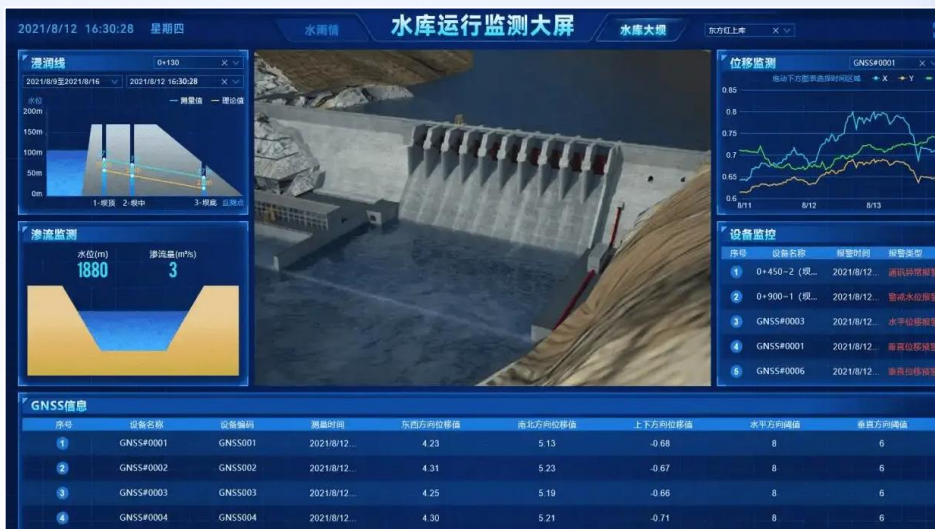 2021/8/12 16:30:28 星期四
水雨情
水库运行监测大屏
水库大坝
东方红上库
浸润线
0+130
2021/8/9至2021/8/16
2021/8/12 16:30:28
水位
测量值
理论值
200m
150m
100m
50m
0m
1-坝顶 2-坝中 3-坝底 监测点
渗流监测
水位(m) 渗流量(m³/s)
1880 3
位移监测
GNSS#0001
拖动下方图表选择时间区域 X Y
0.85
0.8
0.75
0.7
0.65
0.6
8/11 8/12 8/13
设备监控
序号 设备名称 报警时间 报警类型
1 0+450-2 (坝... 2021/8/12... 通讯异常报
2 0+900-1 (坝... 2021/8/12... 警戒水位报
3 GNSS#0003 2021/8/12... 水平位移报
4 GNSS#0001 2021/8/12... 垂直位移预
5 GNSS#0006 2021/8/12... 垂直位移预
GNSS信息
序号 设备名称 设备编码 测量时间 东西方向位移值 南北方向位移值 上下方向位移值 水平方向阈值 垂直方向阈值
1 GNSS#0001 GNSS001 2021/8/12... 4.23 5.13 -0.68 8 6
2 GNSS#0002 GNSS002 2021/8/12... 4.31 5.23 -0.67 8 6
3 GNSS#0003 GNSS003 2021/8/12... 4.25 5.19 -0.66 8 6
4 GNSS#0004 GNSS004 2021/8/12... 4.30 5.21 -0.71 8 6